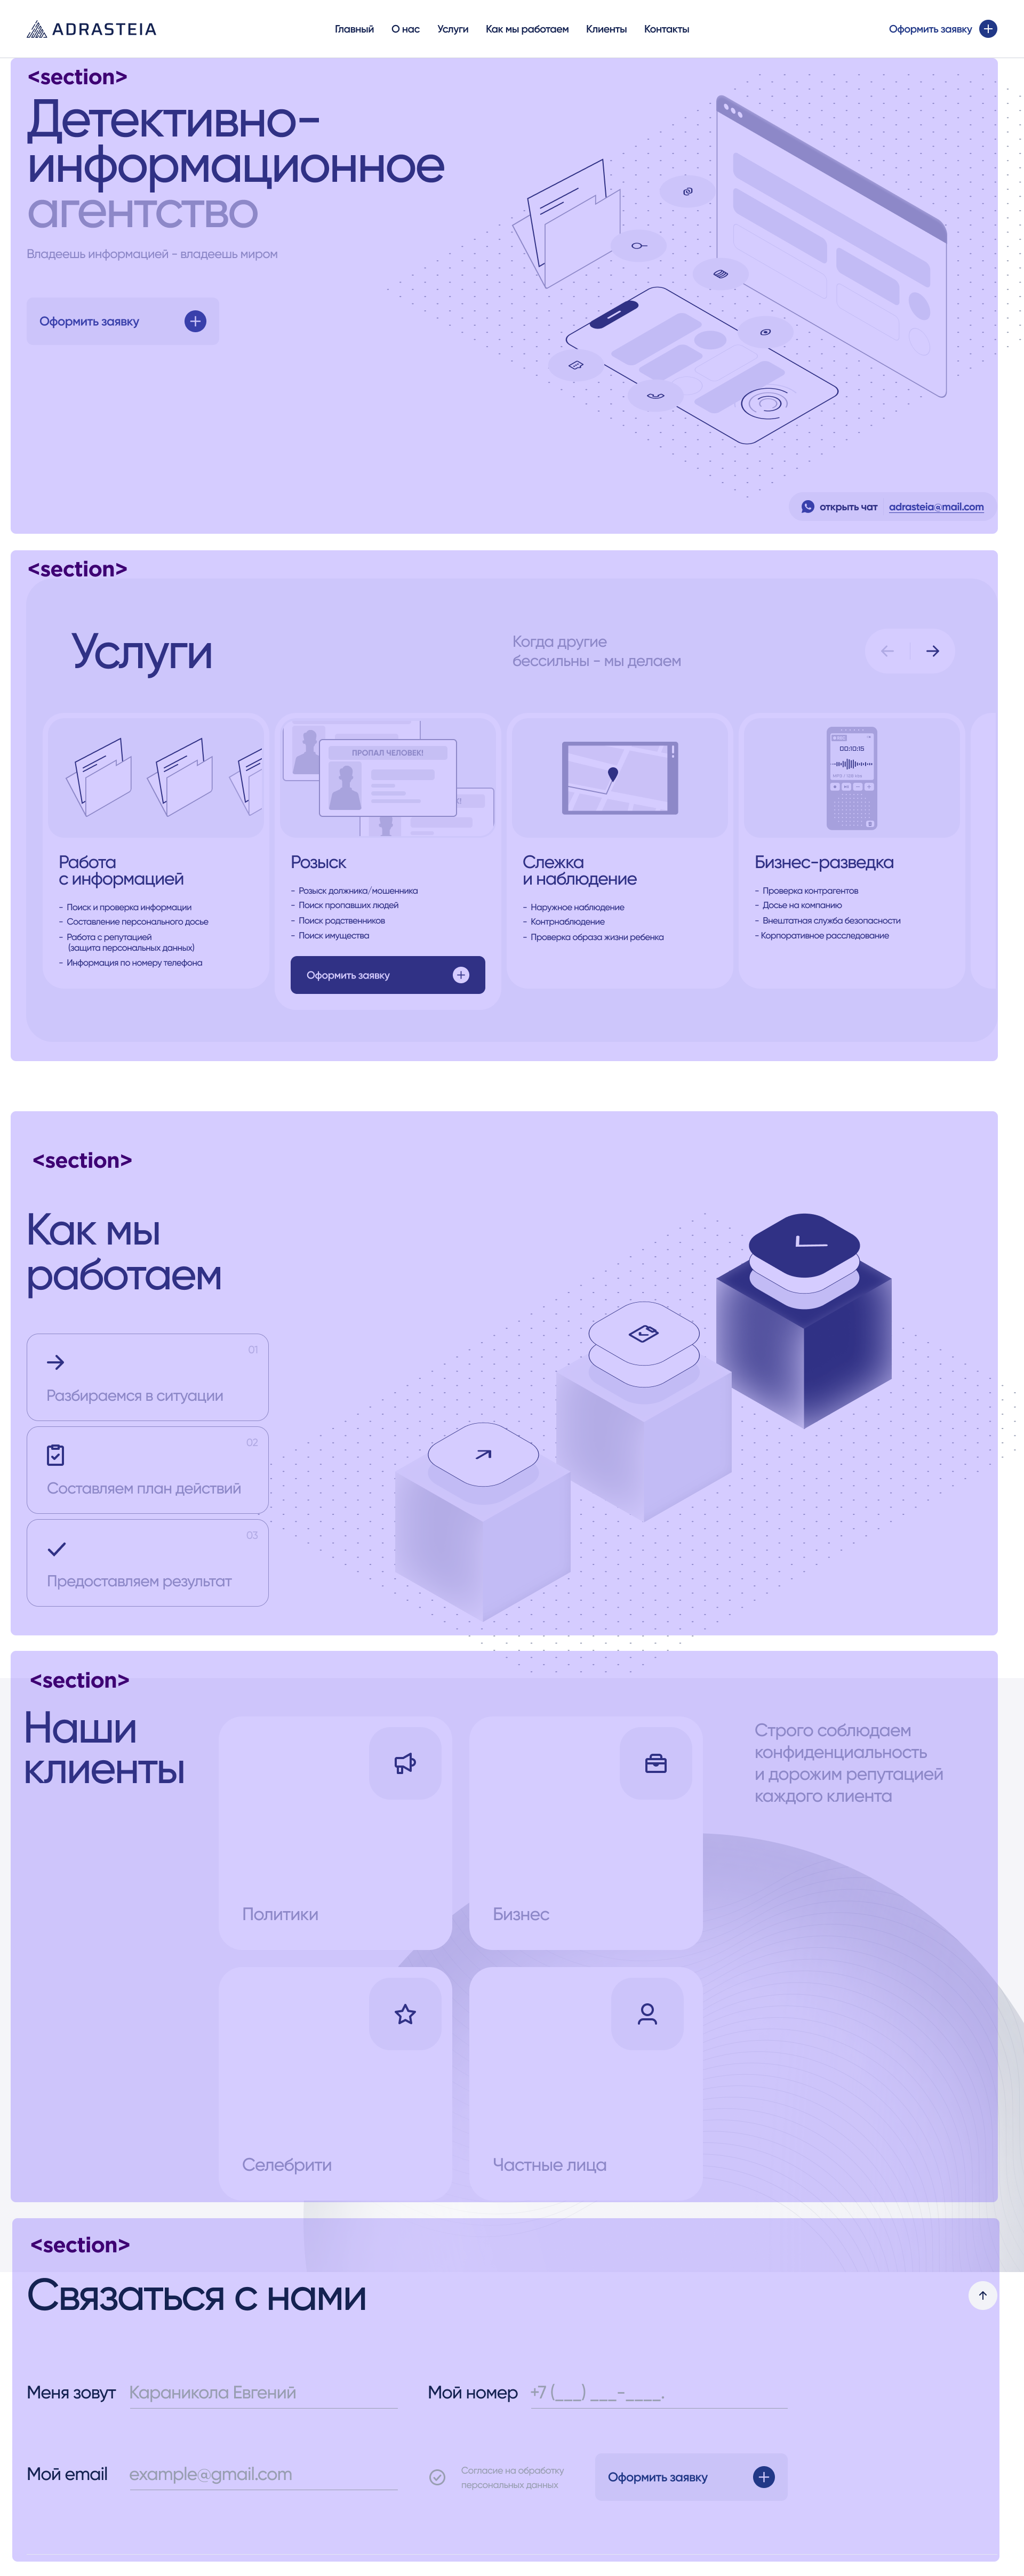 ADRASTEIA
Главный О нас Услуги Как мы работаем Клиенты Контакты
Оформить заявку
<section>
Детективно-
информационное
агентство
Владеешь информацией - владеешь миром
Оформить заявку
открыть чат adrasteia@mail.com
<section>
Услуги
Когда другие
бессильны - мы делаем
Работа
с информацией
- Поиск и проверка информации
- Составление персонального досье
- Работа с репутацией
(защита персональных данных)
- Информация по номеру телефона
ПРОПАЛ ЧЕЛОВЕК!
Розыск
- Розыск должника/мошенника
- Поиск пропавших людей
- Поиск родственников
- Поиск имущества
Оформить заявку
Слежка
и наблюдение
- Наружное наблюдение
- Контрнаблюдение
- Проверка образа жизни ребенка
00:10:15
Бизнес-разведка
- Проверка контрагентов
- Досье на компанию
- Внештатная служба безопасности
- Корпоративное расследование
<section>
Как мы
работаем
01
Разбираемся в ситуации
02
Составляем план действий
03
Предоставляем результат
<section>
Наши
клиенты
Политики
Бизнес
Селебрити
Частные лица
Строго соблюдаем
конфиденциальность
и дорожим репутацией
каждого клиента
<section>
Связаться с нами
Меня зовут Караникола Евгений
Мой номер +7 (___) ___-____.
Мой email example@gmail.com
Согласие на обработку
персональных данных
Оформить заявку